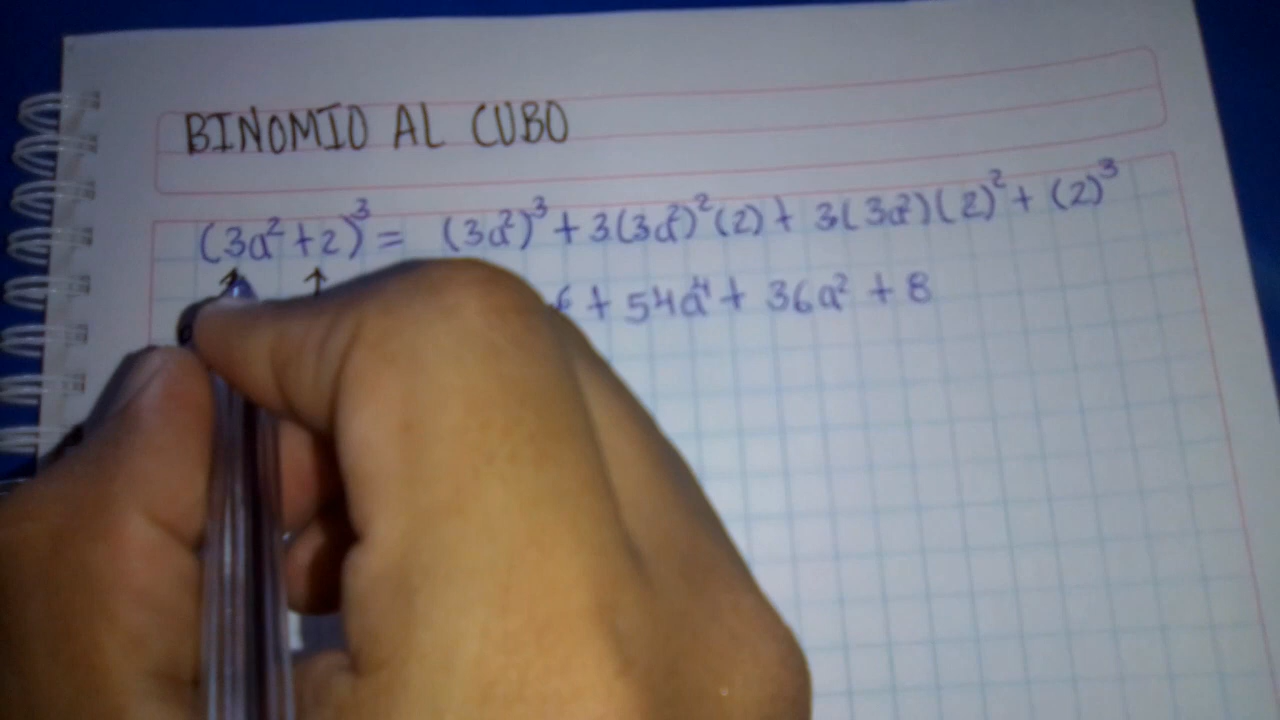 BINOMIO AL CUBO
(3a²+2)³ = (3a²)³ + 3(3a²)²(2) + 3(3a²)(2)² + (2)³
⁶ + 54a⁴ + 36a² + 8